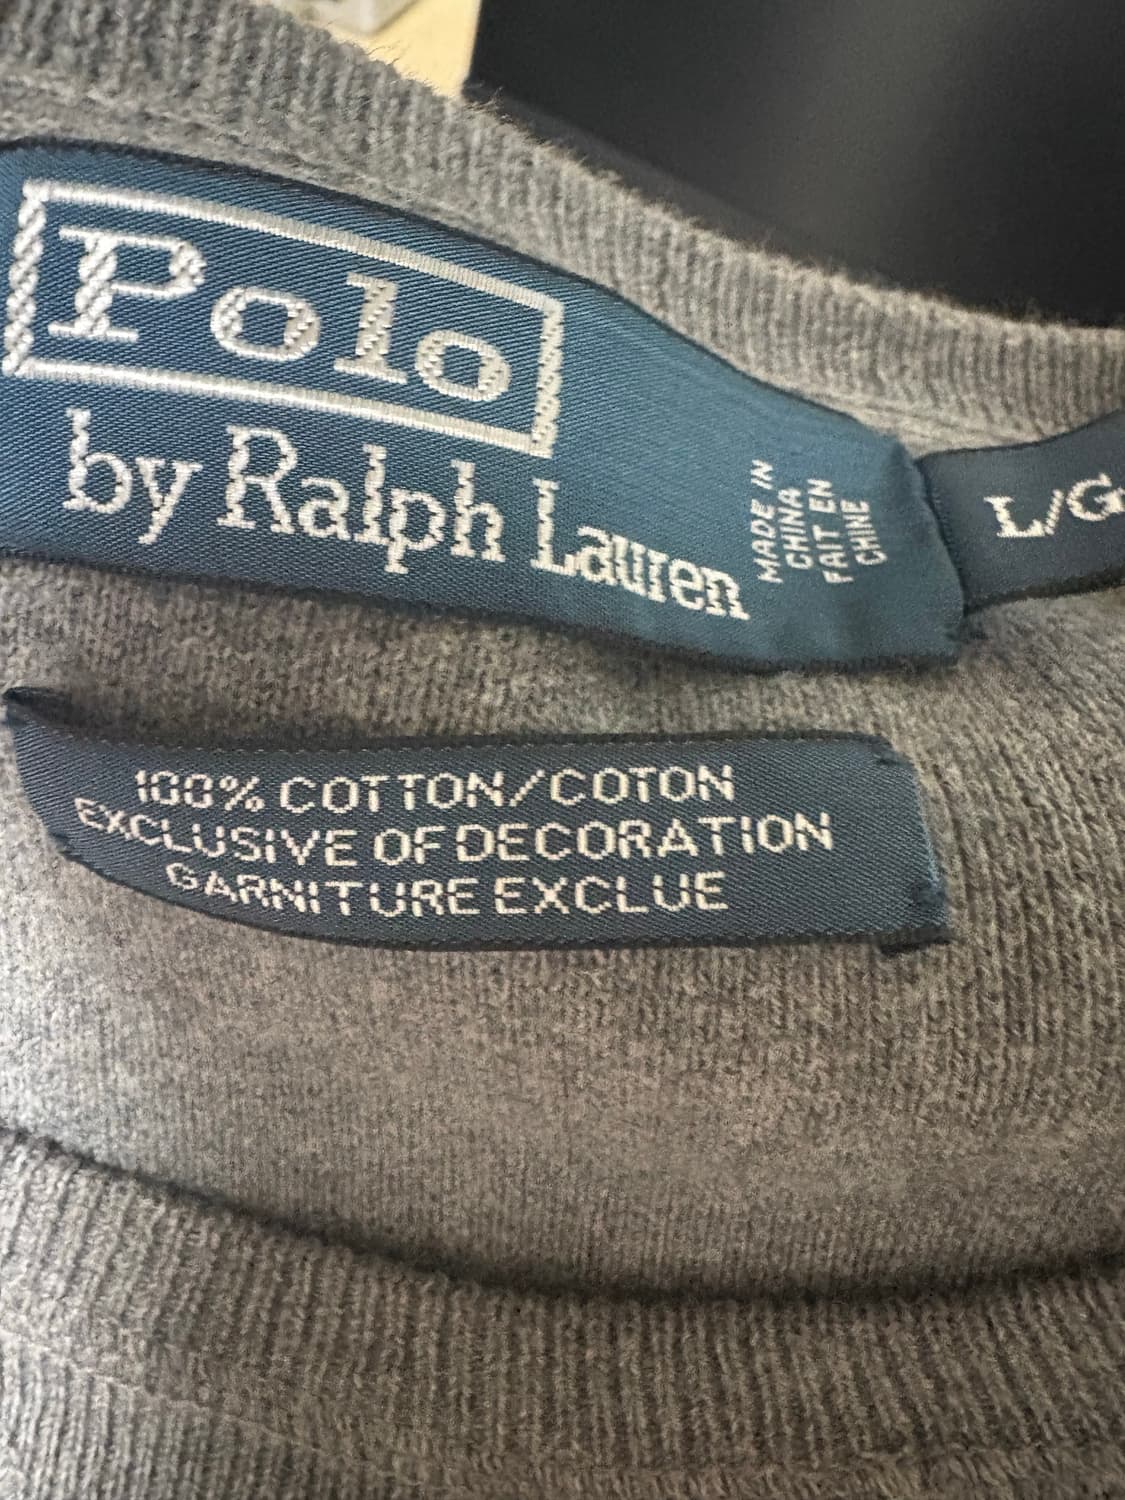 Polo
by Ralph Lauren
MADE IN
CHINA
FAIT EN
CHINE
L/G
100% COTTON/COTON
EXCLUSIVE OF DECORATION
GARNITURE EXCLUE